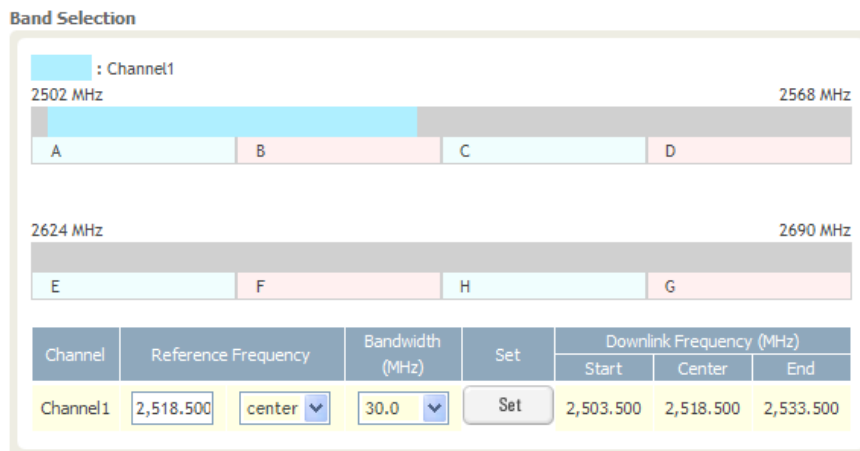 Band Selection
: Channel1
2502 MHz 2568 MHz
A B C D
2624 MHz 2690 MHz
E F H G
Channel Reference Frequency Bandwidth (MHz) Set Downlink Frequency (MHz)
Start Center End
Channel1 2,518.500 center 30.0 Set 2,503.500 2,518.500 2,533.500